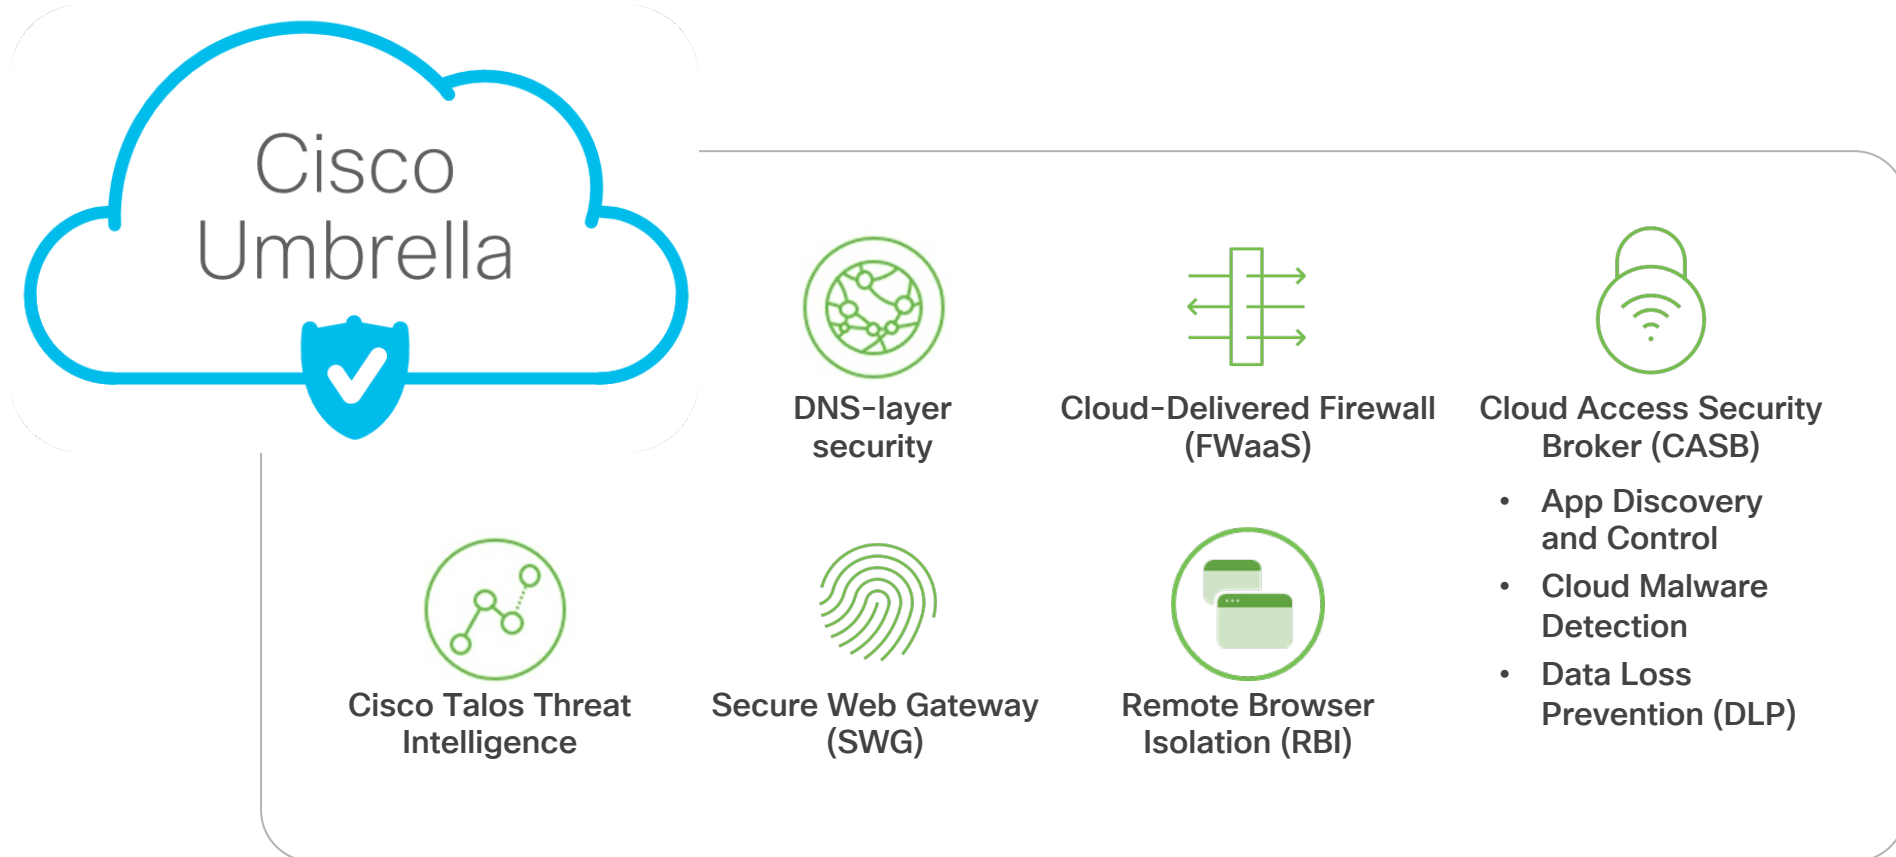 Cisco
Umbrella
DNS-layer
security
Cloud-Delivered Firewall
(FWaaS)
Cloud Access Security
Broker (CASB)
• App Discovery
and Control
• Cloud Malware
Detection
• Data Loss
Prevention (DLP)
Cisco Talos Threat
Intelligence
Secure Web Gateway
(SWG)
Remote Browser
Isolation (RBI)